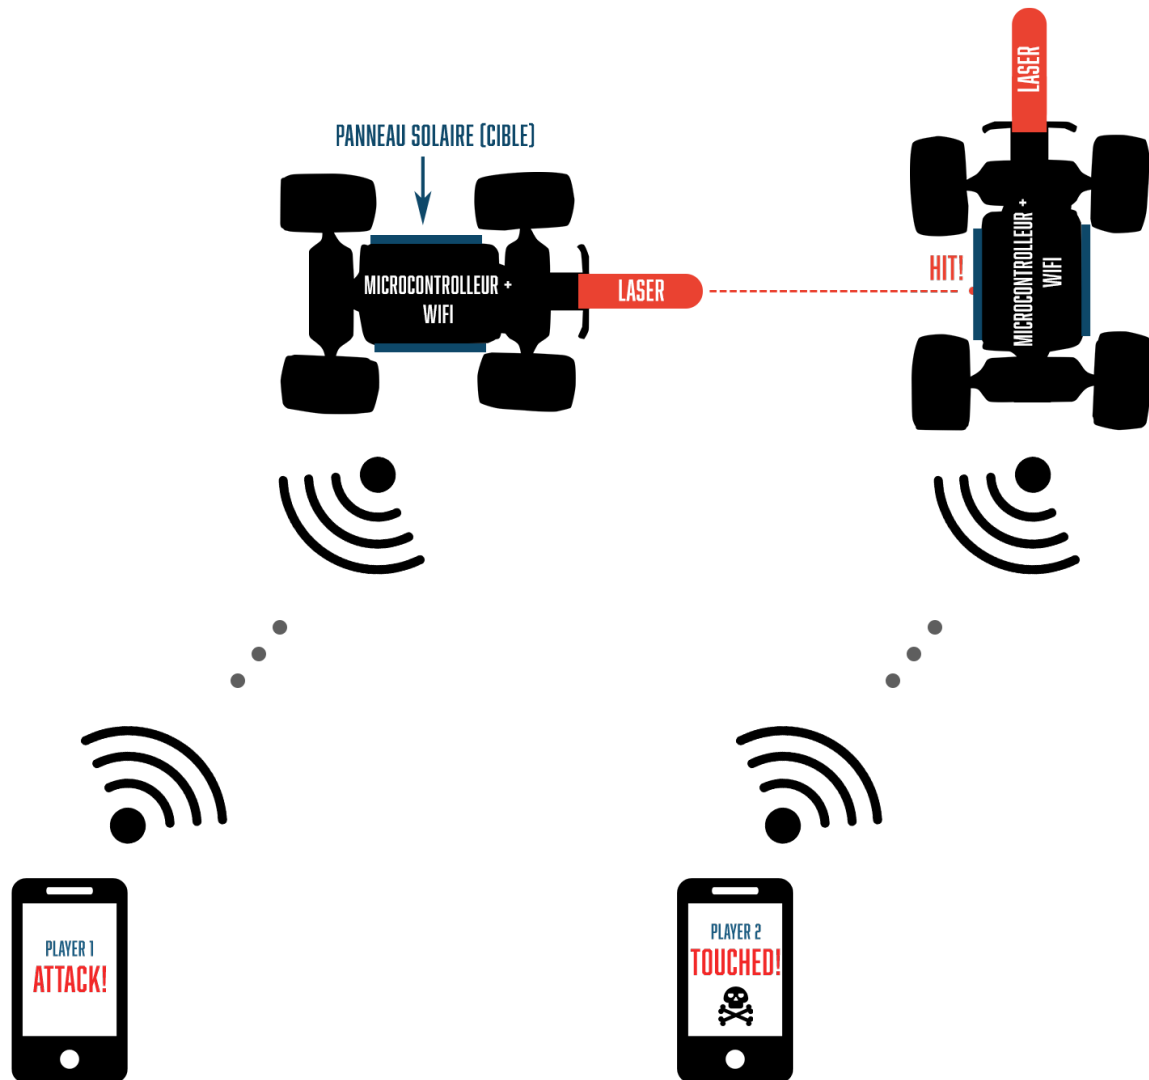 LASER
PANNEAU SOLAIRE (CIBLE)
MICROCONTROLLEUR +
WIFI
LASER
HIT!
MICROCONTROLLEUR +
WIFI
PLAYER 1
ATTACK!
PLAYER 2
TOUCHED!